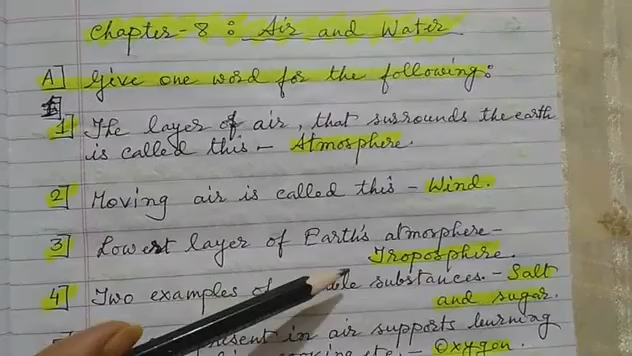 Chapter-8 : Air and Water.
A] Give one word for the following:
1] The layer of air, that surrounds the earth
is called this - Atmosphere.
2] Moving air is called this - Wind.
3] Lowest layer of Earth's atmosphere-
Troposphere.
4] Two examples of substances. - Salt
and sugar.
in air supports burning
Oxygen.